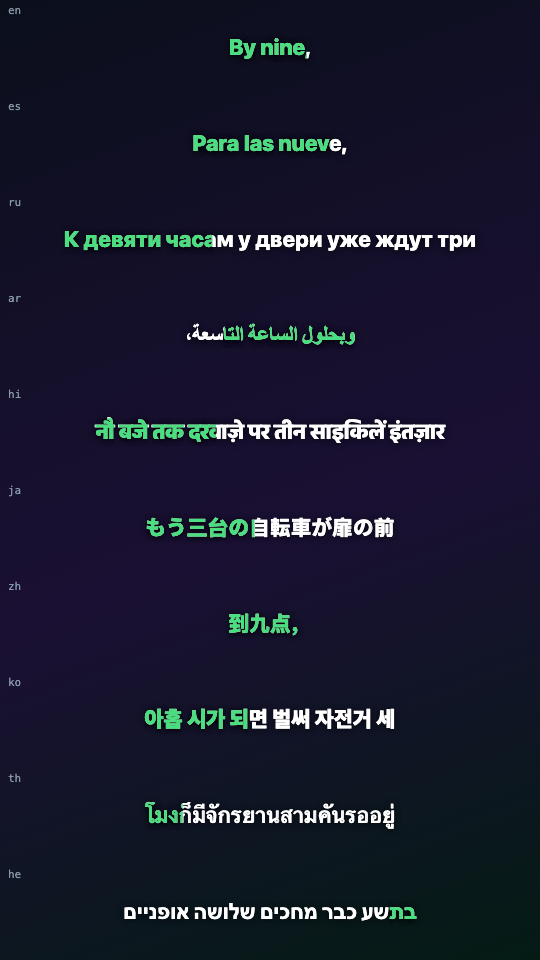 en
By nine,
es
Para las nueve,
ru
К девяти часам у двери уже ждут три
ar
وبحلول الساعة التاسعة،
hi
नौ बजे तक दरवाज़े पर तीन साइकिलें इंतज़ार
ja
もう三台の自転車が扉の前
zh
到九点，
ko
아홉 시가 되면 벌써 자전거 세
th
โมงก็มีจักรยานสามคันรออยู่
he
בתשע כבר מחכים שלושה אופניים